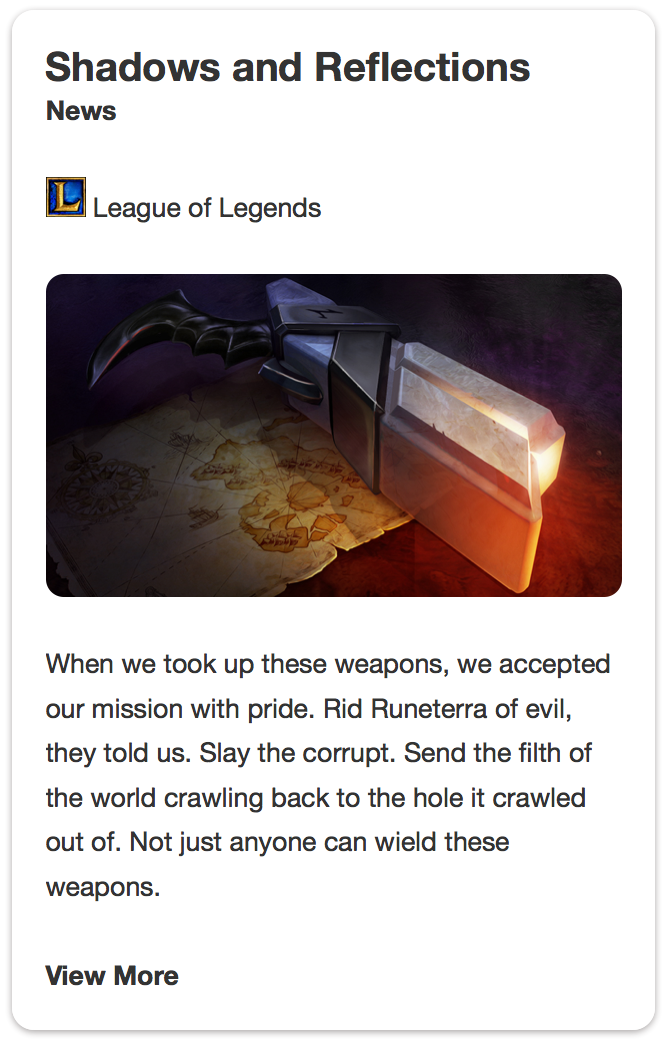 Shadows and Reflections
News
L League of Legends
When we took up these weapons, we accepted
our mission with pride. Rid Runeterra of evil,
they told us. Slay the corrupt. Send the filth of
the world crawling back to the hole it crawled
out of. Not just anyone can wield these
weapons.
View More